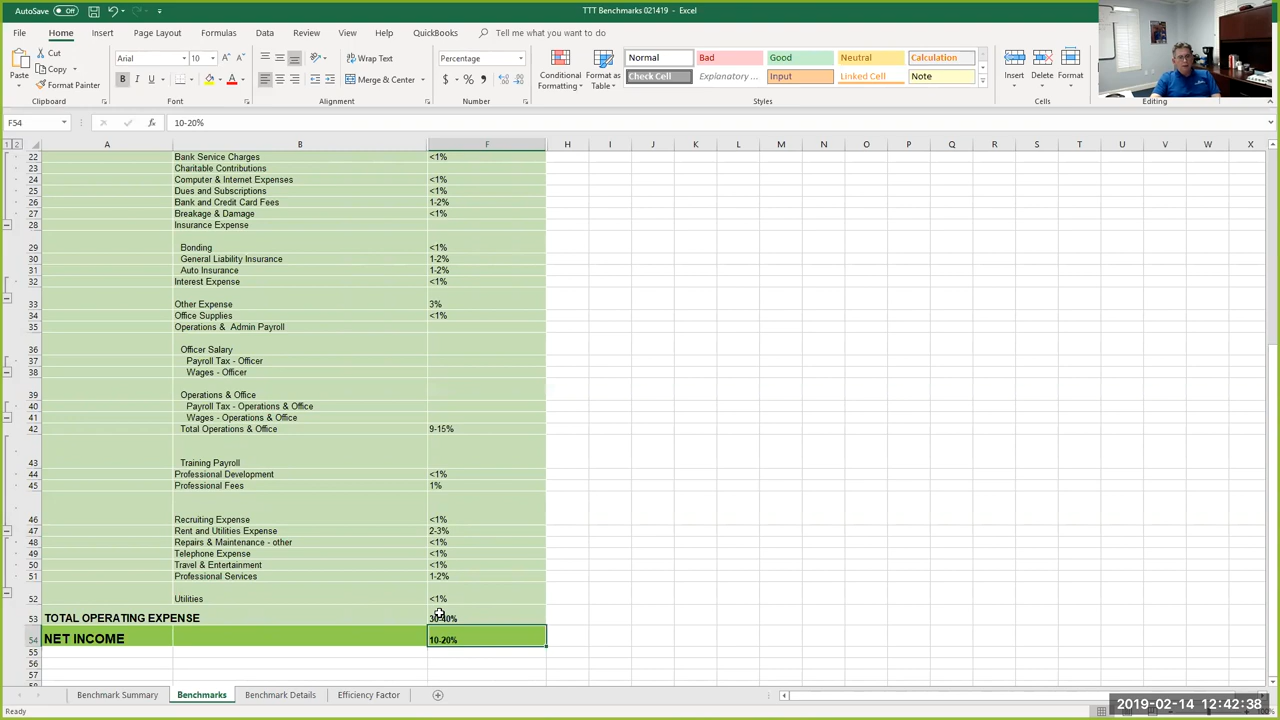 AutoSave Off
TTT Benchmarks 021419 - Excel
File Home Insert Page Layout Formulas Data Review View Help QuickBooks Tell me what you want to do
Paste
Cut
Copy
Format Painter
Clipboard
Arial 10
B I U
Font
Wrap Text
Merge & Center
Alignment
Percentage
$ %
Number
Conditional Formatting
Format as Table
Normal Bad Good Neutral Calculation
Check Cell Explanatory ... Input Linked Cell Note
Styles
Insert Delete Format
Cells
Editing
F54 fx 10-20%
A B F H I J K L M N O P Q R S T U V W X
1 2
22 Bank Service Charges <1%
23 Charitable Contributions
24 Computer & Internet Expenses <1%
25 Dues and Subscriptions <1%
26 Bank and Credit Card Fees 1-2%
27 Breakage & Damage <1%
28 Insurance Expense
29 Bonding <1%
30 General Liability Insurance 1-2%
31 Auto Insurance 1-2%
32 Interest Expense <1%
33 Other Expense 3%
34 Office Supplies <1%
35 Operations & Admin Payroll
36 Officer Salary
37 Payroll Tax - Officer
38 Wages - Officer
39 Operations & Office
40 Payroll Tax - Operations & Office
41 Wages - Operations & Office
42 Total Operations & Office 9-15%
43 Training Payroll
44 Professional Development <1%
45 Professional Fees 1%
46 Recruiting Expense <1%
47 Rent and Utilities Expense 2-3%
48 Repairs & Maintenance - other <1%
49 Telephone Expense <1%
50 Travel & Entertainment <1%
51 Professional Services 1-2%
52 Utilities <1%
53 TOTAL OPERATING EXPENSE 30-40%
54 NET INCOME 10-20%
55
56
57
Benchmark Summary Benchmarks Benchmark Details Efficiency Factor
Ready
2019-02-14 12:42:38